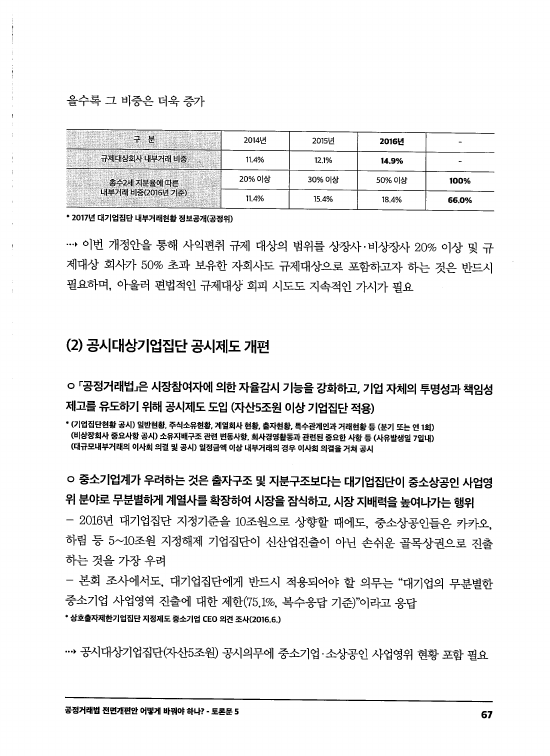 을수록 그 비중은 더욱 증가
구 분 2014년 2015년 2016년 -
규제대상회사 내부거래 비중 11.4% 12.1% 14.9% -
총수2세 지분율에 따른 내부거래 비중(2016년 기준) 20% 이상 30% 이상 50% 이상 100%
11.4% 15.4% 18.4% 66.0%
* 2017년 대기업집단 내부거래현황 정보공개(공정위)
···→ 이번 개정안을 통해 사익편취 규제 대상의 범위를 상장사·비상장사 20% 이상 및 규
제대상 회사가 50% 초과 보유한 자회사도 규제대상으로 포함하고자 하는 것은 반드시
필요하며, 아울러 편법적인 규제대상 회피 시도도 지속적인 가시가 필요
(2) 공시대상기업집단 공시제도 개편
ㅇ 「공정거래법」은 시장참여자에 의한 자율감시 기능을 강화하고, 기업 자체의 투명성과 책임성
제고를 유도하기 위해 공시제도 도입 (자산5조원 이상 기업집단 적용)
* (기업집단현황 공시) 일반현황, 주식소유현황, 계열회사 현황, 출자현황, 특수관계인과 거래현황 등 (분기 또는 연 1회)
(비상장회사 중요사항 공시) 소유지배구조 관련 변동사항, 회사경영활동과 관련된 중요한 사항 등 (사유발생일 7일내)
(대규모내부거래의 이사회 의결 및 공시) 일정금액 이상 내부거래의 경우 이사회 의결을 거쳐 공시
ㅇ 중소기업계가 우려하는 것은 출자구조 및 지분구조보다는 대기업집단이 중소상공인 사업영
위 분야로 무분별하게 계열사를 확장하여 시장을 잠식하고, 시장 지배력을 높여나가는 행위
- 2016년 대기업집단 지정기준을 10조원으로 상향할 때에도, 중소상공인들은 카카오,
하림 등 5~10조원 지정해제 기업집단이 신산업진출이 아닌 손쉬운 골목상권으로 진출
하는 것을 가장 우려
- 본회 조사에서도, 대기업집단에게 반드시 적용되어야 할 의무는 “대기업의 무분별한
중소기업 사업영역 진출에 대한 제한(75.1%, 복수응답 기준)”이라고 응답
* 상호출자제한기업집단 지정제도 중소기업 CEO 의견 조사(2016.6.)
···→ 공시대상기업집단(자산5조원) 공시의무에 중소기업·소상공인 사업영위 현황 포함 필요
공정거래법 전면개편안 어떻게 바꿔야 하나? - 토론문 5 67